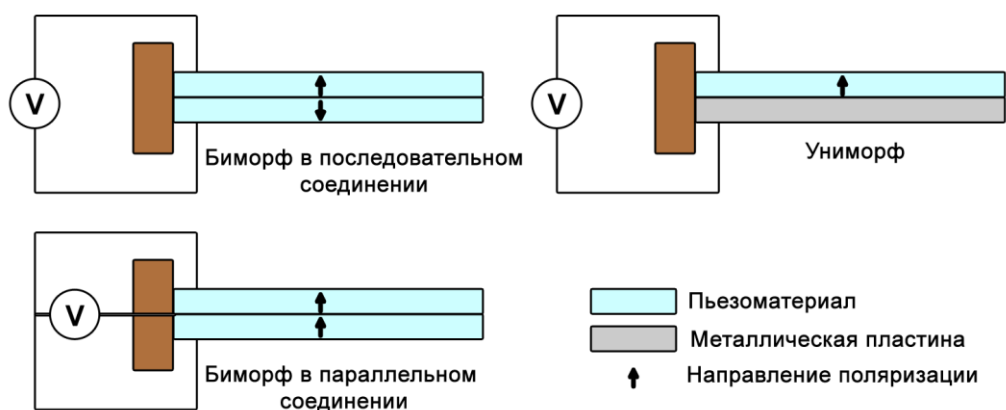 V
V
Биморф в последовательном
соединении
Униморф
V
Биморф в параллельном
соединении
Пьезоматериал
Металлическая пластина
Направление поляризации